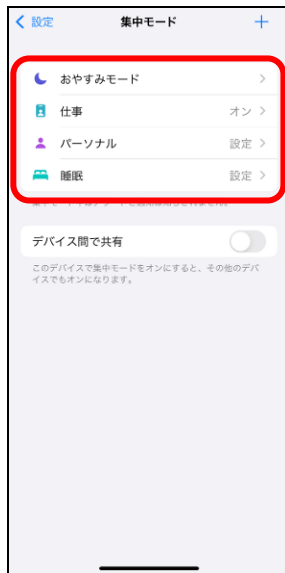 設定
集中モード
おやすみモード
仕事 オン
パーソナル 設定
睡眠 設定
デバイス間で共有
このデバイスで集中モードをオンにすると、その他のデバ
イスでもオンになります。